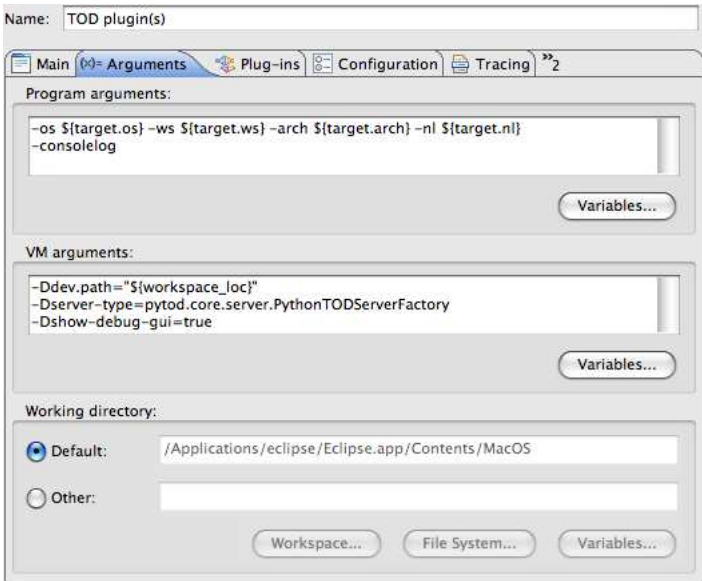 Name: TOD plugin(s)
Main (x)= Arguments Plug-ins Configuration Tracing »2
Program arguments:
-os ${target.os} -ws ${target.ws} -arch ${target.arch} -nl ${target.nl}
-consolelog
Variables...
VM arguments:
-Ddev.path="${workspace_loc}"
-Dserver-type=pytod.core.server.PythonTODServerFactory
-Dshow-debug-gui=true
Variables...
Working directory:
Default: /Applications/eclipse/Eclipse.app/Contents/MacOS
Other:
Workspace... File System... Variables...